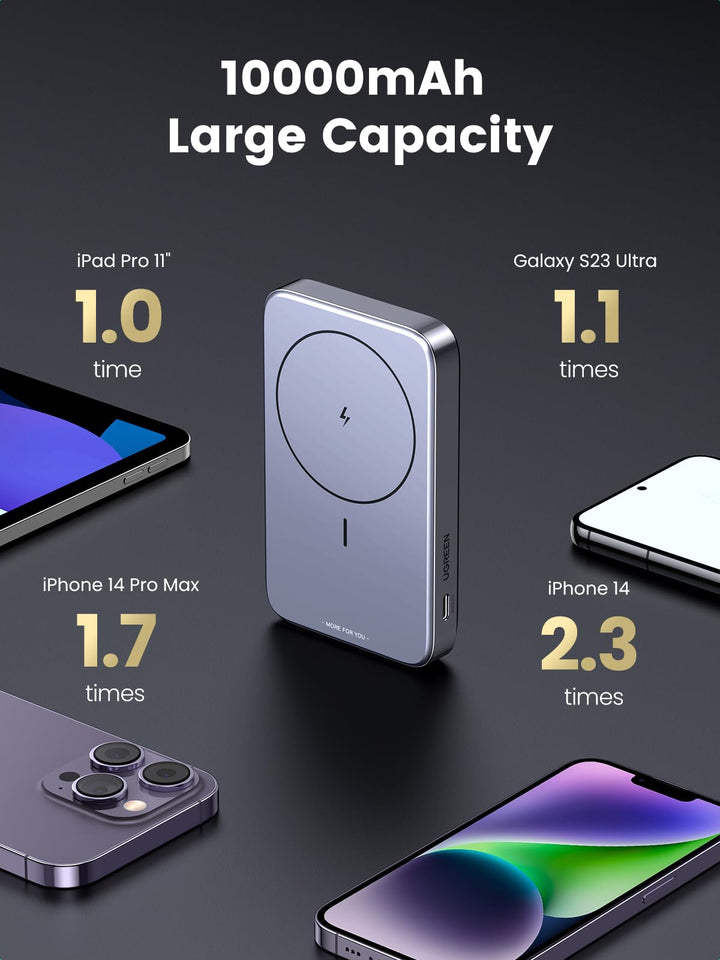 10000mAh
Large Capacity
iPad Pro 11"
1.0
time
Galaxy S23 Ultra
1.1
times
UGREEN
- MORE FOR YOU -
iPhone 14 Pro Max
1.7
times
iPhone 14
2.3
times